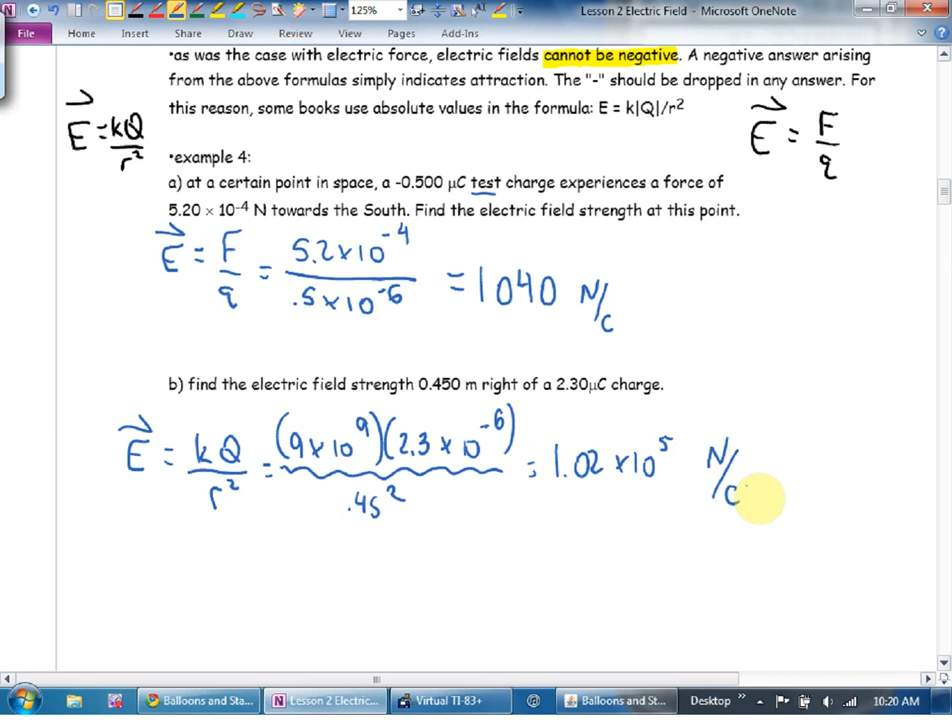 Lesson 2 Electric Field - Microsoft OneNote
125%
File Home Insert Share Draw Review View Pages Add-Ins
•as was the case with electric force, electric fields cannot be negative. A negative answer arising
from the above formulas simply indicates attraction. The "-" should be dropped in any answer. For
this reason, some books use absolute values in the formula: E = k|Q|/r²
E⃗ = kQ/r²
E⃗ = F/q
•example 4:
a) at a certain point in space, a -0.500 μC test charge experiences a force of
5.20 × 10⁻⁴ N towards the South. Find the electric field strength at this point.
E⃗ = F/q = 5.2×10⁻⁴/.5×10⁻⁶ = 1040 N/C
b) find the electric field strength 0.450 m right of a 2.30μC charge.
E⃗ = kQ/r² = (9×10⁹)(2.3×10⁻⁶)/.45² = 1.02×10⁵ N/C
Balloons and Sta... Lesson 2 Electric... Virtual TI-83+ Balloons and St... Desktop 10:20 AM